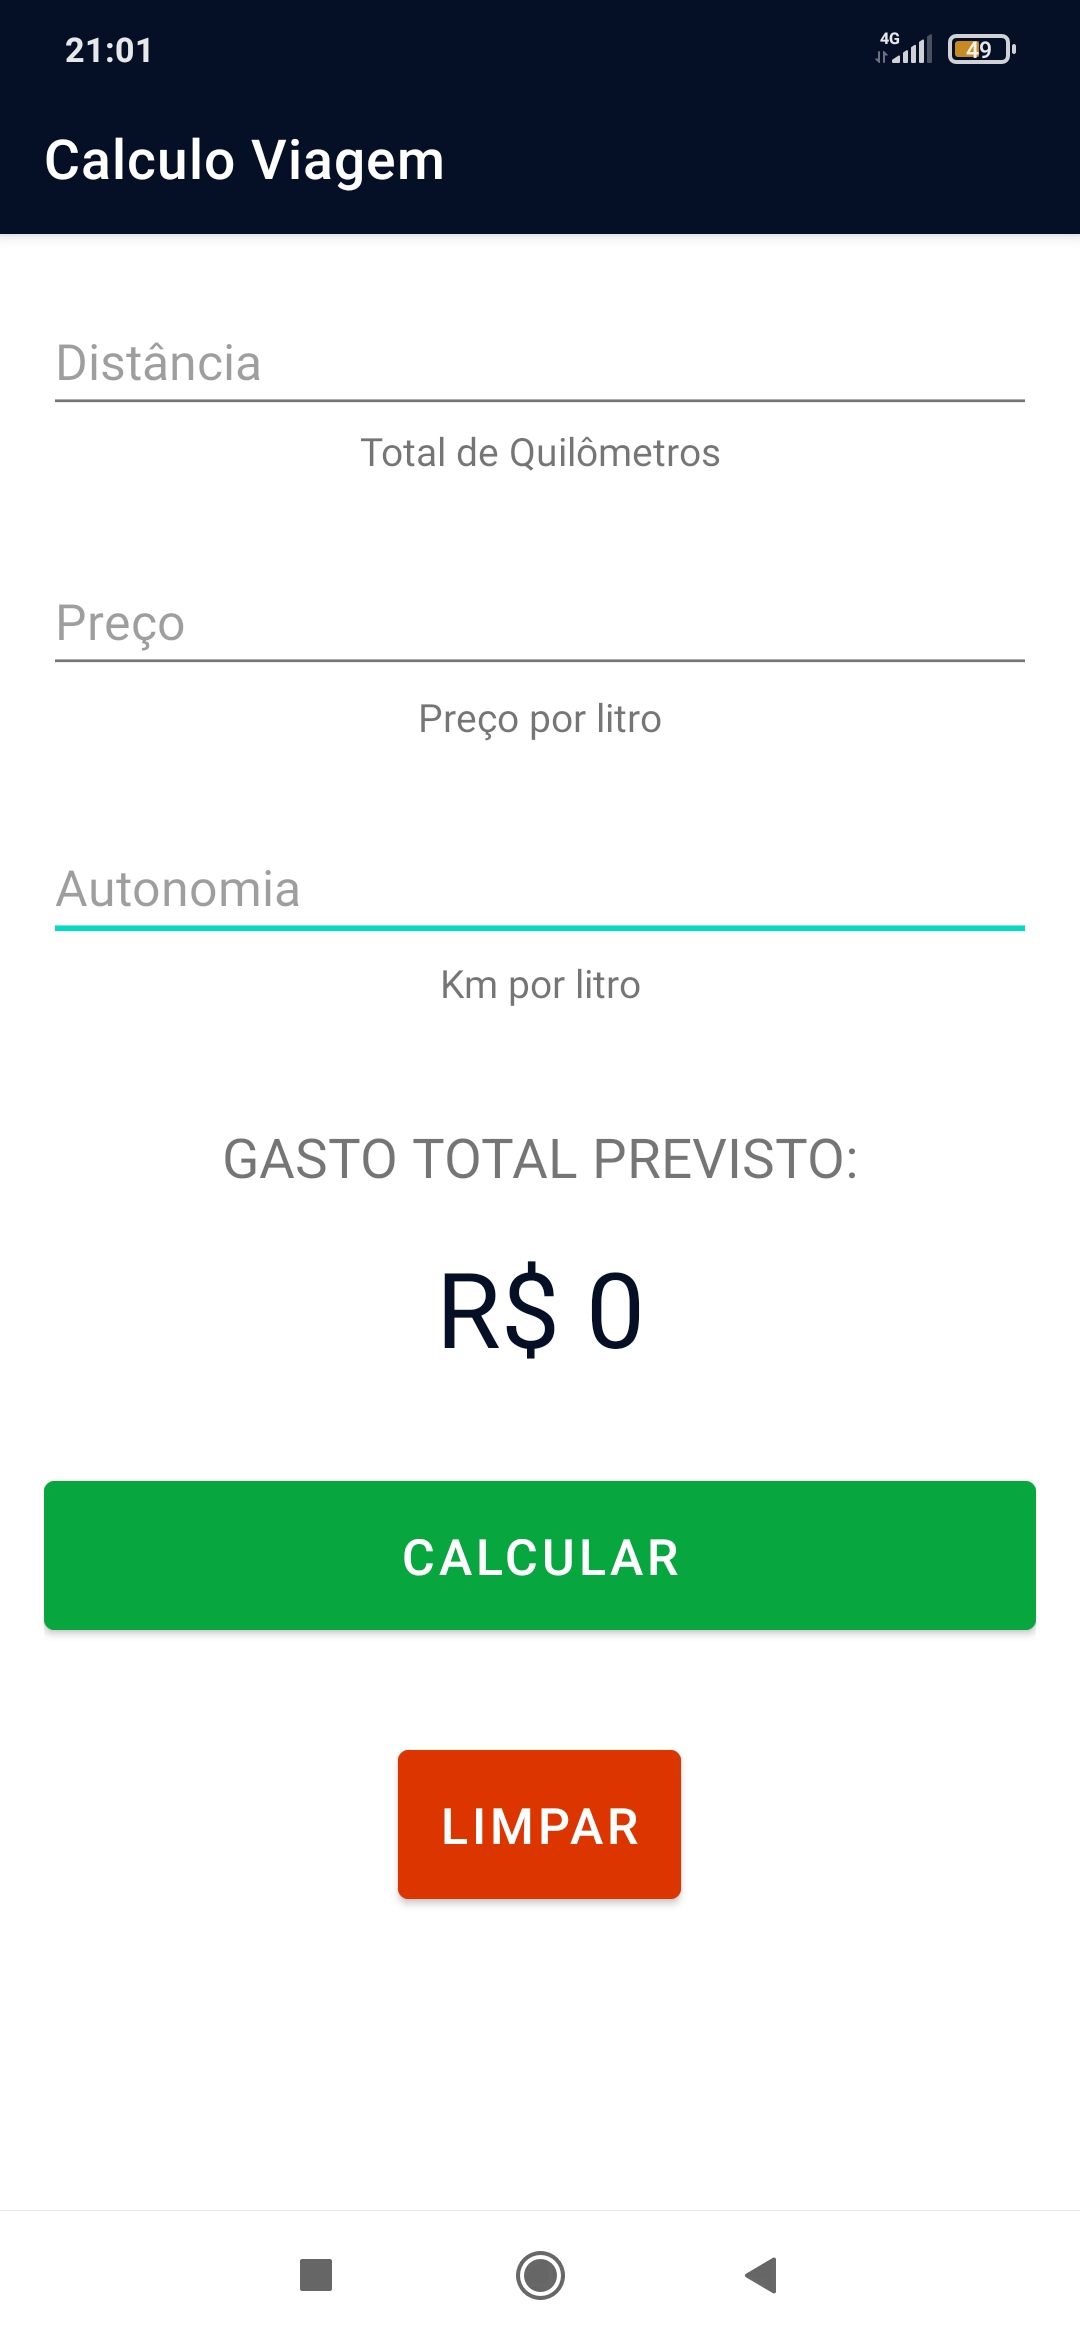 21:01 4G 49
Calculo Viagem
Distância
Total de Quilômetros
Preço
Preço por litro
Autonomia
Km por litro
GASTO TOTAL PREVISTO:
R$ 0
CALCULAR
LIMPAR